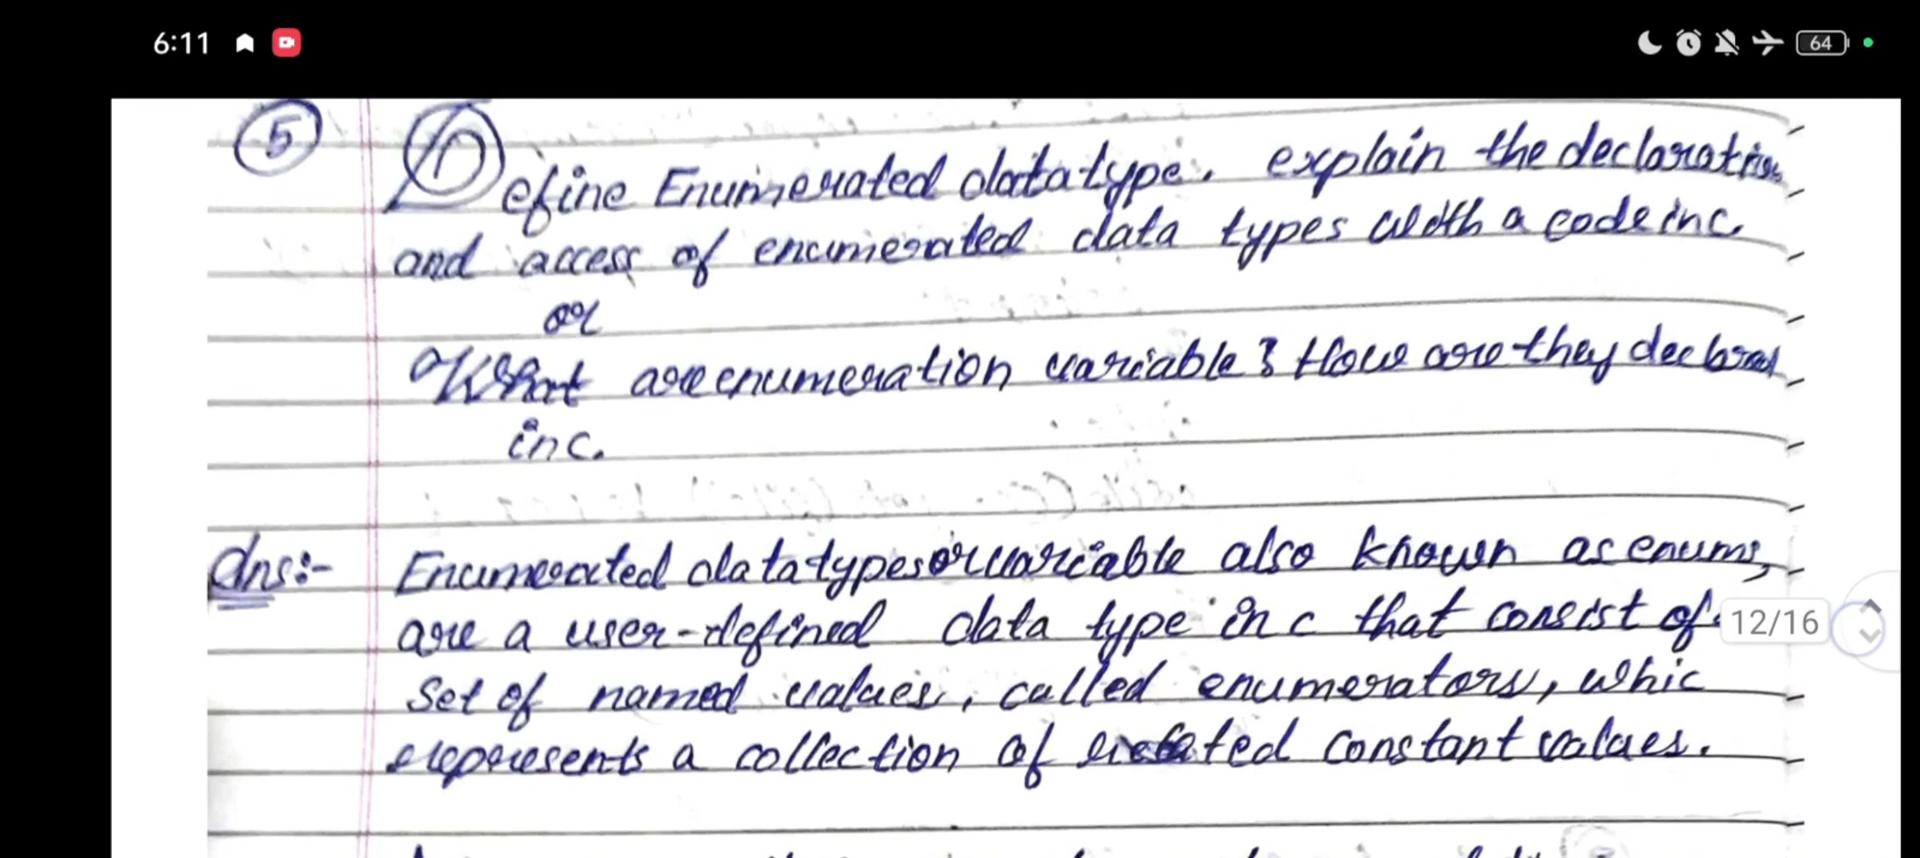 6:11
64
5 Define Enumerated datatype. explain the declaration
and access of enumerated data types with a code in c.
or
What are enumeration variable? How are they declared
in c.
Ans:- Enumerated datatypes or variable also known as enums,
are a user-defined data type in c that consist of
12/16
Set of named values, called enumerators, whic
represents a collection of related constant values.